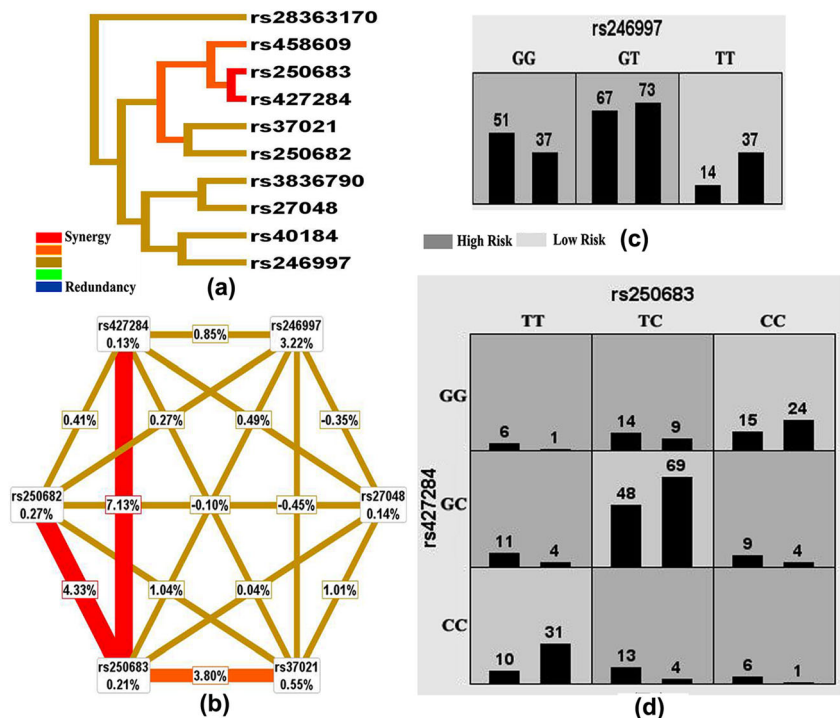 rs28363170
rs458609
rs250683
rs427284
rs37021
rs250682
rs3836790
rs27048
rs40184
rs246997
Synergy
Redundancy
(a)
rs427284
0.13%
0.85%
rs246997
3.22%
0.41%
0.27%
0.49%
-0.35%
rs250682
0.27%
7.13%
-0.10%
-0.45%
rs27048
0.14%
4.33%
1.04%
0.04%
1.01%
rs250683
0.21%
3.80%
rs37021
0.55%
(b)
rs246997
GG GT TT
51 37 67 73 14 37
High Risk Low Risk
(c)
rs250683
TT TC CC
rs427284
GG
6 1 14 9 15 24
GC
11 4 48 69 9 4
CC
10 31 13 4 6 1
(d)